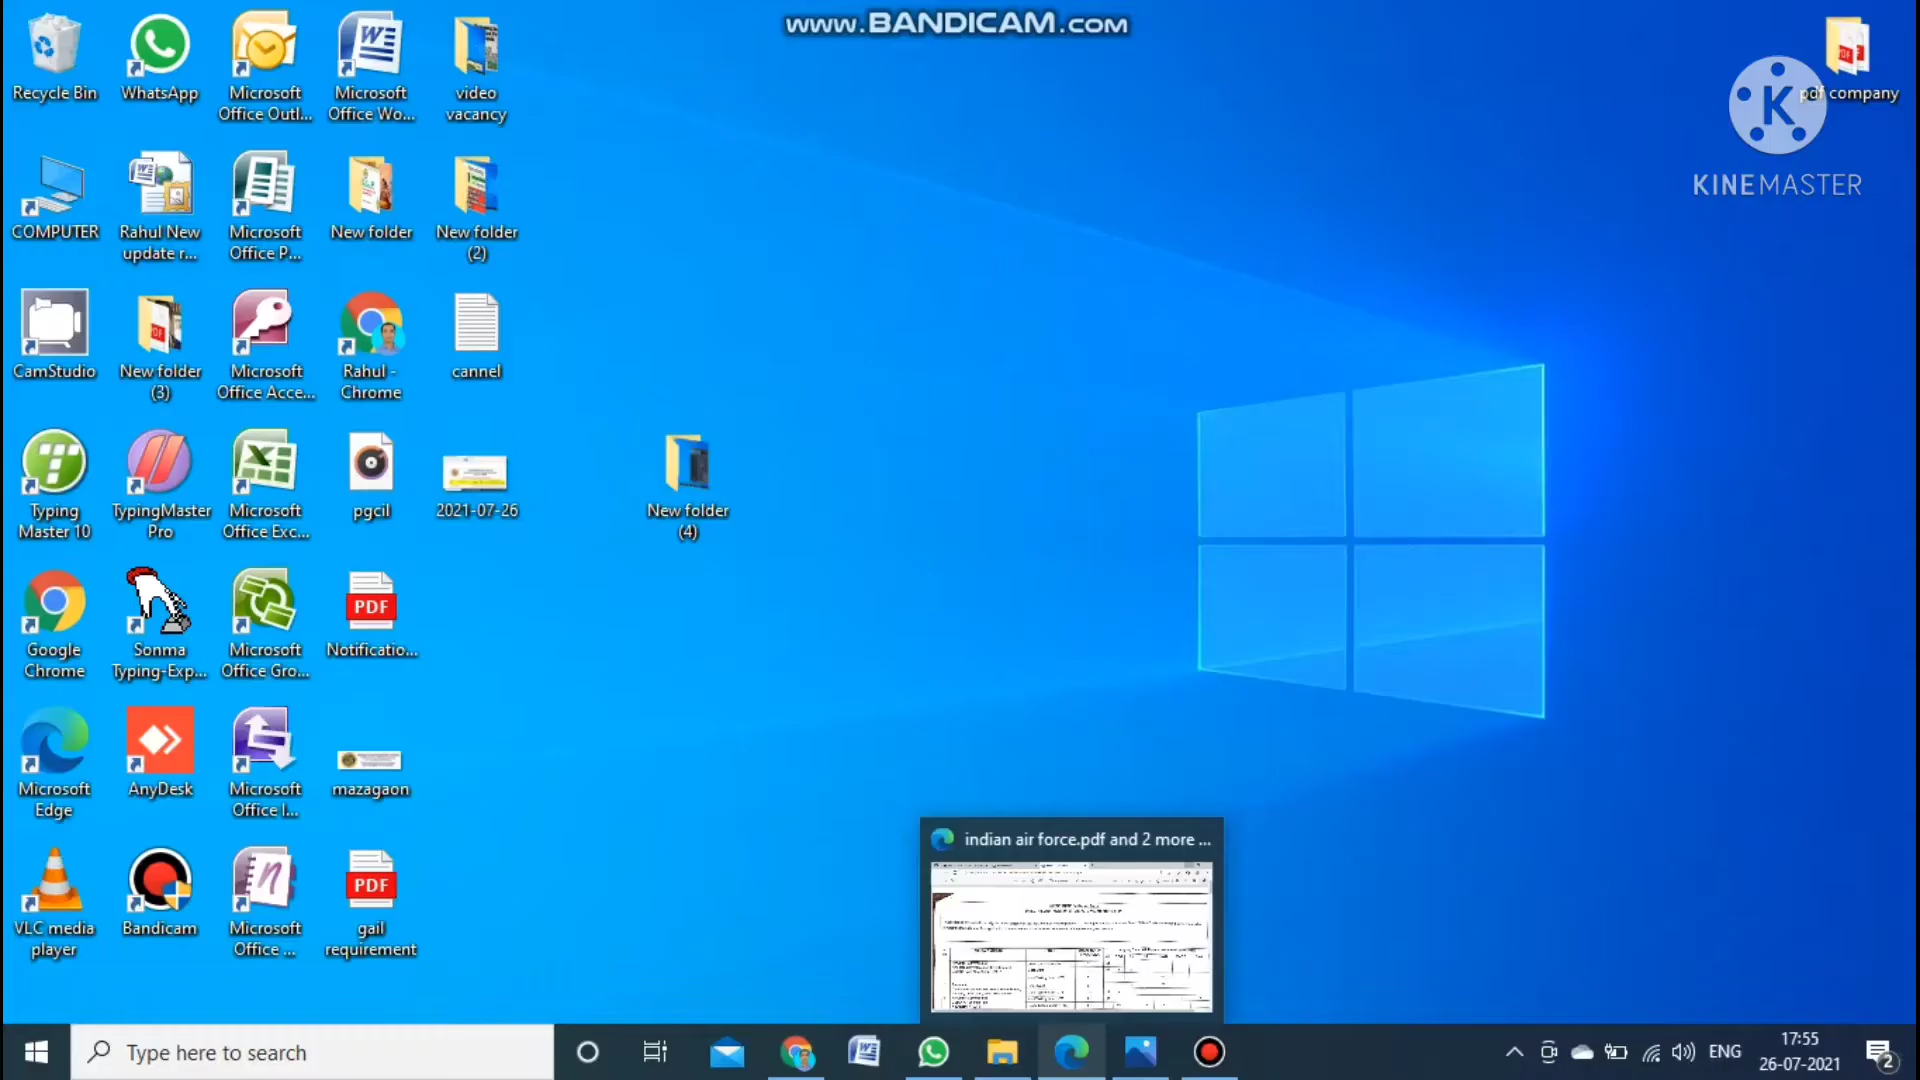 www.BANDICAM.com
Recycle Bin
WhatsApp
Microsoft
Office Outl...
Microsoft
Office Wo...
video
vacancy
pdf company
KINEMASTER
COMPUTER
Rahul New
update r...
Microsoft
Office P...
New folder
New folder
(2)
CamStudio
New folder
(3)
Microsoft
Office Acce...
Rahul -
Chrome
cannel
Typing
Master 10
TypingMaster
Pro
Microsoft
Office Exc...
pgcil
2021-07-26
New folder
(4)
Google
Chrome
Sonma
Typing-Exp...
Microsoft
Office Gro...
PDF
Notificatio...
Microsoft
Edge
AnyDesk
Microsoft
Office I...
mazagaon
VLC media
player
Bandicam
Microsoft
Office ...
PDF
gail
requirement
indian air force.pdf and 2 more ...
Type here to search
ENG
17:55
26-07-2021
2